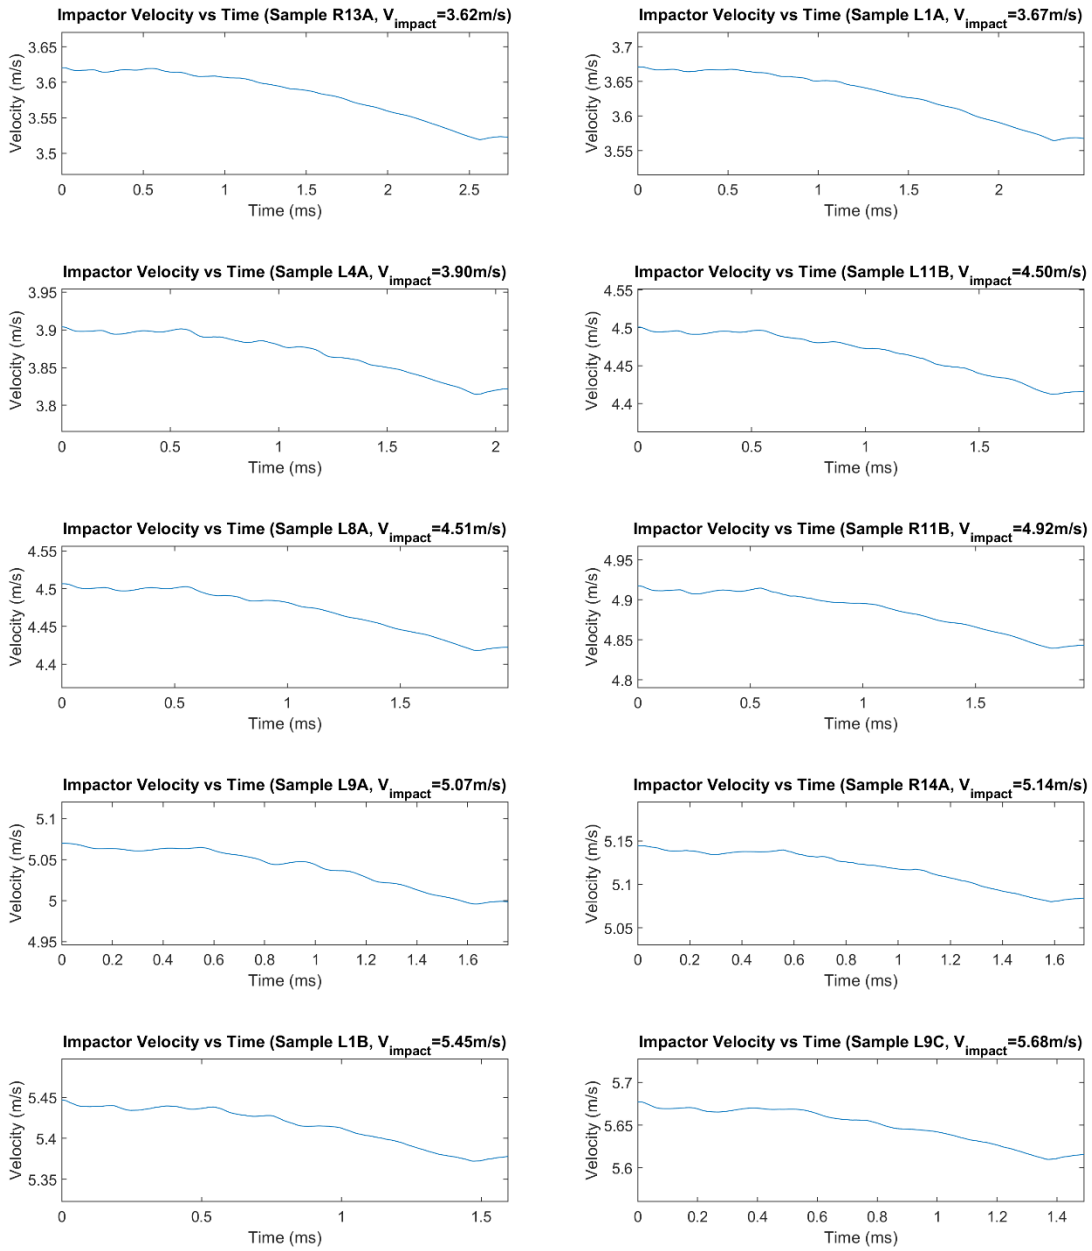 Impactor Velocity vs Time (Sample R13A, V_impact=3.62m/s)
Velocity (m/s)
3.65
3.6
3.55
3.5
0 0.5 1 1.5 2 2.5
Time (ms)
Impactor Velocity vs Time (Sample L1A, V_impact=3.67m/s)
Velocity (m/s)
3.7
3.65
3.6
3.55
0 0.5 1 1.5 2
Time (ms)
Impactor Velocity vs Time (Sample L4A, V_impact=3.90m/s)
Velocity (m/s)
3.95
3.9
3.85
3.8
0 0.5 1 1.5 2
Time (ms)
Impactor Velocity vs Time (Sample L11B, V_impact=4.50m/s)
Velocity (m/s)
4.55
4.5
4.45
4.4
0 0.5 1 1.5
Time (ms)
Impactor Velocity vs Time (Sample L8A, V_impact=4.51m/s)
Velocity (m/s)
4.55
4.5
4.45
4.4
0 0.5 1 1.5
Time (ms)
Impactor Velocity vs Time (Sample R11B, V_impact=4.92m/s)
Velocity (m/s)
4.95
4.9
4.85
4.8
0 0.5 1 1.5
Time (ms)
Impactor Velocity vs Time (Sample L9A, V_impact=5.07m/s)
Velocity (m/s)
5.1
5.05
5
4.95
0 0.2 0.4 0.6 0.8 1 1.2 1.4 1.6
Time (ms)
Impactor Velocity vs Time (Sample R14A, V_impact=5.14m/s)
Velocity (m/s)
5.15
5.1
5.05
0 0.2 0.4 0.6 0.8 1 1.2 1.4 1.6
Time (ms)
Impactor Velocity vs Time (Sample L1B, V_impact=5.45m/s)
Velocity (m/s)
5.45
5.4
5.35
0 0.5 1 1.5
Time (ms)
Impactor Velocity vs Time (Sample L9C, V_impact=5.68m/s)
Velocity (m/s)
5.7
5.65
5.6
0 0.2 0.4 0.6 0.8 1 1.2 1.4
Time (ms)